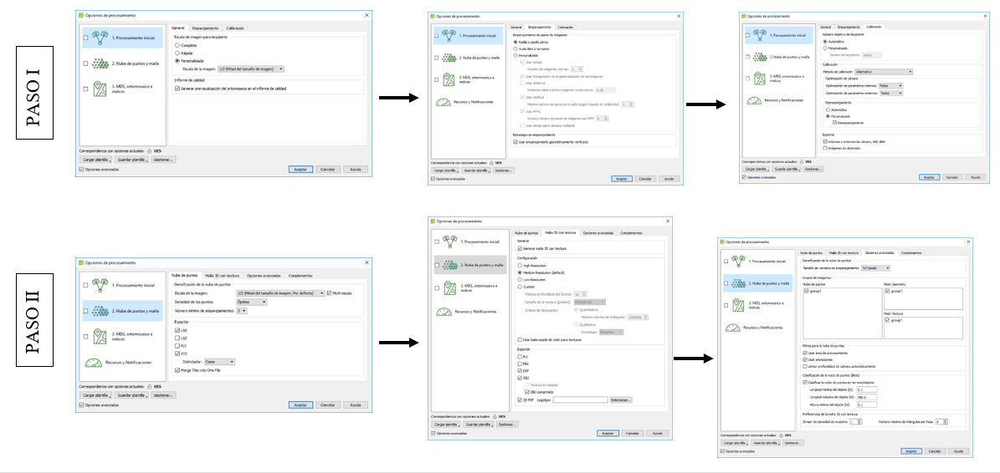 PASO I
Opciones de procesamiento
1. Procesamiento inicial
2. Nube de puntos y malla
3. MDS, ortomosaico e
índices
General Emparejamiento Calibración
Escala de imagen para keypoints
Completa
Rápida
Personalizada
Escala de la imagen: 1/2 (Mitad del tamaño de imagen)
Informe de calidad
Generar previsualización del ortomosaico en el informe de calidad
Correspondencia con opciones actuales: UES
Cargar plantilla Guardar plantilla Gestionar...
Opciones avanzadas
Aceptar Cancelar Ayuda
Opciones de procesamiento
1. Procesamiento inicial
2. Nube de puntos y malla
3. MDS, ortomosaico e
índices
Recursos y Notificaciones
General Emparejamiento Calibración
Emparejamiento de pares de imágenes
Rejilla o pasillo aéreo
Vuelo libre o terrestre
Personalizado
Usar tiempo
Número de imágenes vecinas:
Usar triangulación de la geolocalización de las imágenes
Usar distancia
Distancia relativa entre imágenes consecutivas:
Usar similitud
Máximo número de pares para cada imagen basado en similaridad:
Usar MTPs
Número máximo de pares de imágenes por MTP:
Usar tiempo para cámaras múltiples
Estrategia de emparejamiento
Usar emparejamiento geométricamente verificado
Correspondencia con opciones actuales: UES
Cargar plantilla Guardar plantilla Gestionar...
Opciones avanzadas
Aceptar Cancelar Ayuda
Opciones de procesamiento
1. Procesamiento inicial
2. Nube de puntos y malla
3. MDS, ortomosaico e
índices
Recursos y Notificaciones
General Emparejamiento Calibración
Número objetivo de Keypoints
Automático
Personalizado
Número de Keypoints:
Calibración
Método de calibración Alternativo
Optimización de cámara
Optimización de parámetros internos: Todos
Optimización de parámetros externos: Todos
Reemparejamiento
Automático
Personalizado
Reemparejamiento
Exportar
Internos y externos de cámara, AAT, BBA
Imágenes sin distorsión
Correspondencia con opciones actuales: UES
Cargar plantilla Guardar plantilla Gestionar...
Opciones avanzadas
Aceptar Cancelar Ayuda
PASO II
Opciones de procesamiento
1. Procesamiento inicial
2. Nube de puntos y malla
3. MDS, ortomosaico e
índices
Recursos y Notificaciones
Nube de puntos Malla 3D con textura Opciones avanzadas Complementos
Densificación de la nube de puntos
Escala de la imagen: 1/2 (Mitad del tamaño de imagen, Por defecto) Multi escala
Densidad de los puntos: Óptima
Número mínimo de emparejamientos: 3
Exportar
LAS
LAZ
PLY
XYZ
Delimitador: Coma
Merge Tiles into One File
Correspondencia con opciones actuales: UES
Cargar plantilla Guardar plantilla Gestionar...
Opciones avanzadas
Aceptar Cancelar Ayuda
Opciones de procesamiento
1. Procesamiento inicial
2. Nube de puntos y malla
3. MDS, ortomosaico e
índices
Recursos y Notificaciones
Nube de puntos Malla 3D con textura Opciones avanzadas Complementos
General
Generar malla 3D con textura
Configuración
High Resolution
Medium Resolution (default)
Low Resolution
Custom
Máxima profundidad del Octree:
Tamaño de la textura [píxeles]:
Criterio de decimación: Quantitative
Número máximo de triángulos: 1000000
Qualitative
Estrategia: Sensitive
Usar balanceado de color para texturas
Exportar
PLY
FBX
DXF
OBJ
Textura en teselas
OBJ comprimido
3D PDF Logotipo: Seleccionar...
Correspondencia con opciones actuales: UES
Cargar plantilla Guardar plantilla Gestionar...
Opciones avanzadas
Aceptar Cancelar Ayuda
Opciones de procesamiento
1. Procesamiento inicial
2. Nube de puntos y malla
3. MDS, ortomosaico e
índices
Recursos y Notificaciones
Nube de puntos Malla 3D con textura Opciones avanzadas Complementos
Densificación de la nube de puntos
Tamaño de ventana de emparejamiento: 7x7 píxeles
Grupos de imágenes
Nube de puntos Mesh Geometry
group1 group1
Mesh Texture
group1
Filtros para la nube de puntos
Usar área de procesamiento
Usar anotaciones
Limitar profundidad de cámara automáticamente
Clasificación de la nube de puntos (Beta)
Clasificar la nube de puntos en terreno/objetos
Longitud mínima del objeto [m]:
Longitud máxima del objeto [m]:
Altura mínima del objeto [m]:
Preferencias de la malla 3D con textura
Divisor de densidad de muestra: 1 Número máximo de triángulos por hoja: 8
Correspondencia con opciones actuales: UES
Cargar plantilla Guardar plantilla Gestionar...
Opciones avanzadas
Aceptar Cancelar Ayuda